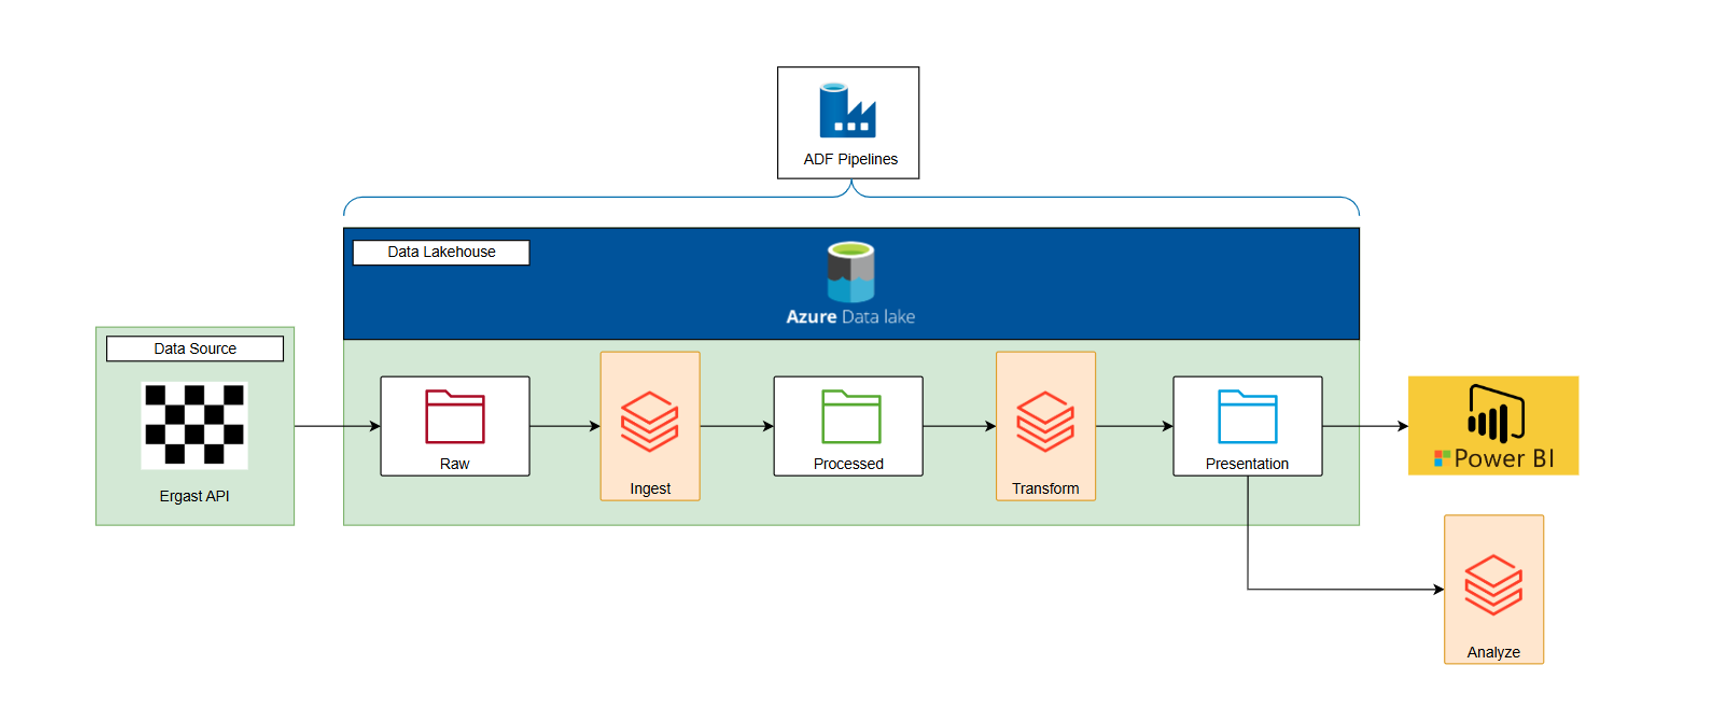 ADF Pipelines
Data Lakehouse
Azure Data lake
Data Source
Ergast API
Raw
Ingest
Processed
Transform
Presentation
Power BI
Analyze